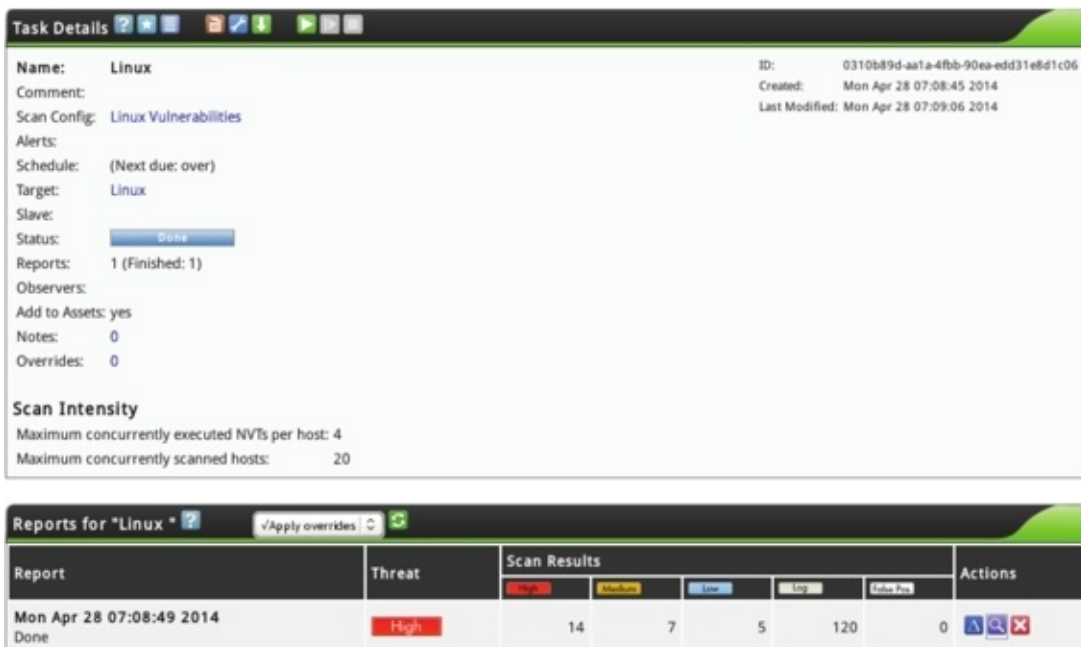 Task Details
Name: Linux
ID: 0310b89d-aa1a-4fbb-90ea-edd31e8d1c06
Comment:
Created: Mon Apr 28 07:08:45 2014
Scan Config: Linux Vulnerabilities
Last Modified: Mon Apr 28 07:09:06 2014
Alerts:
Schedule: (Next due: over)
Target: Linux
Slave:
Status: Done
Reports: 1 (Finished: 1)
Observers:
Add to Assets: yes
Notes: 0
Overrides: 0
Scan Intensity
Maximum concurrently executed NVTs per host: 4
Maximum concurrently scanned hosts: 20
Reports for "Linux " √Apply overrides
Report Threat Scan Results Actions
High Medium Low Log False Pos.
Mon Apr 28 07:08:49 2014 High 14 7 5 120 0
Done